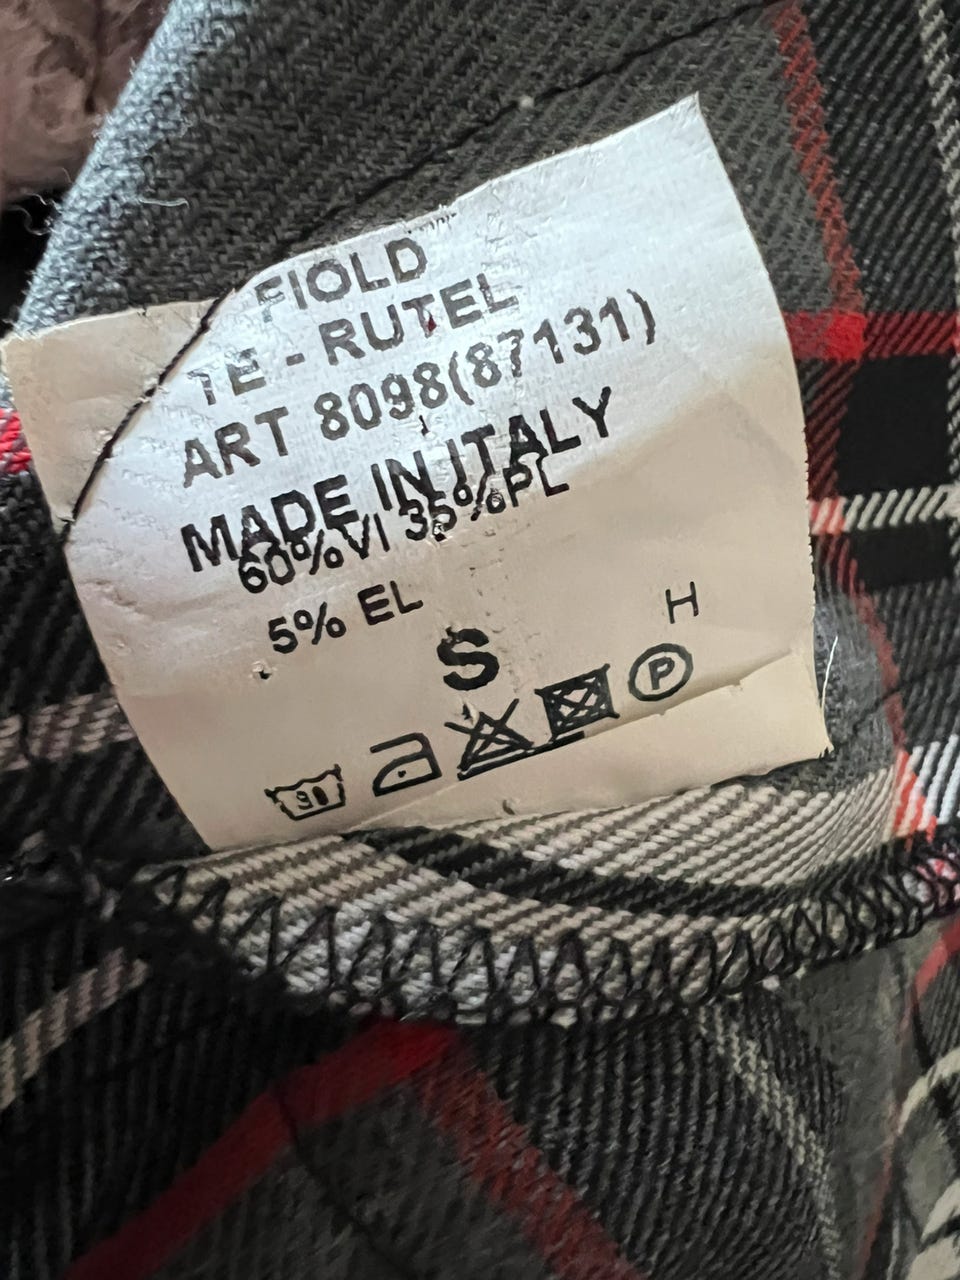 FIOLD
TE - RUTEL
ART 8098(87131)
MADE IN ITALY
60%VI 35%PL
5% EL
H
S
30
P